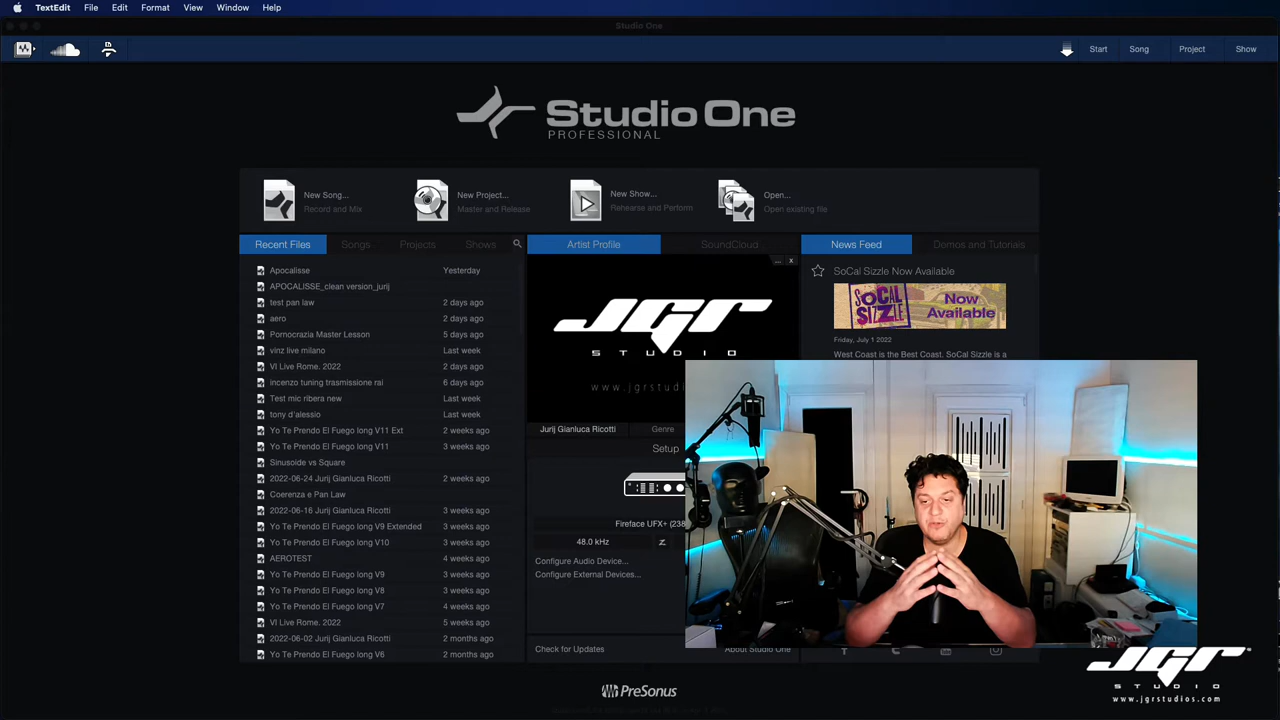 TextEdit File Edit Format View Window Help
Studio One
Start Song Project Show
Studio One
PROFESSIONAL
New Song...
Record and Mix
New Project...
Master and Release
New Show...
Rehearse and Perform
Open...
Open existing file
Recent Files Songs Projects Shows
Apocalisse Yesterday
APOCALISSE_clean version_jurij
test pan law 2 days ago
aero 2 days ago
Pornocrazia Master Lesson 5 days ago
vinz live milano Last week
VI Live Rome. 2022 2 days ago
incenzo tuning trasmissione rai 6 days ago
Test mic ribera new Last week
tony d'alessio Last week
Yo Te Prendo El Fuego long V11 Ext 2 weeks ago
Yo Te Prendo El Fuego long V11 3 weeks ago
Sinusoide vs Square
2022-06-24 Jurij Gianluca Ricotti 2 weeks ago
Coerenza e Pan Law
2022-06-16 Jurij Gianluca Ricotti 3 weeks ago
Yo Te Prendo El Fuego long V9 Extended 3 weeks ago
Yo Te Prendo El Fuego long V10 3 weeks ago
AEROTEST 4 weeks ago
Yo Te Prendo El Fuego long V9 3 weeks ago
Yo Te Prendo El Fuego long V8 3 weeks ago
Yo Te Prendo El Fuego long V7 4 weeks ago
VI Live Rome. 2022 5 weeks ago
2022-06-02 Jurij Gianluca Ricotti 2 months ago
Yo Te Prendo El Fuego long V6 2 months ago
Artist Profile SoundCloud
... x
JGR
STUDIO
www.jgrstudi
Jurij Gianluca Ricotti Genre
Setup
Fireface UFX+ (238
48.0 kHz
Configure Audio Device...
Configure External Devices...
Check for Updates About Studio One
News Feed Demos and Tutorials
SoCal Sizzle Now Available
SOCAL SIZZLE
Now Available
Friday, July 1 2022
West Coast is the Best Coast. SoCal Sizzle is a
PreSonus
JGR
STUDIO
www.jgrstudios.com